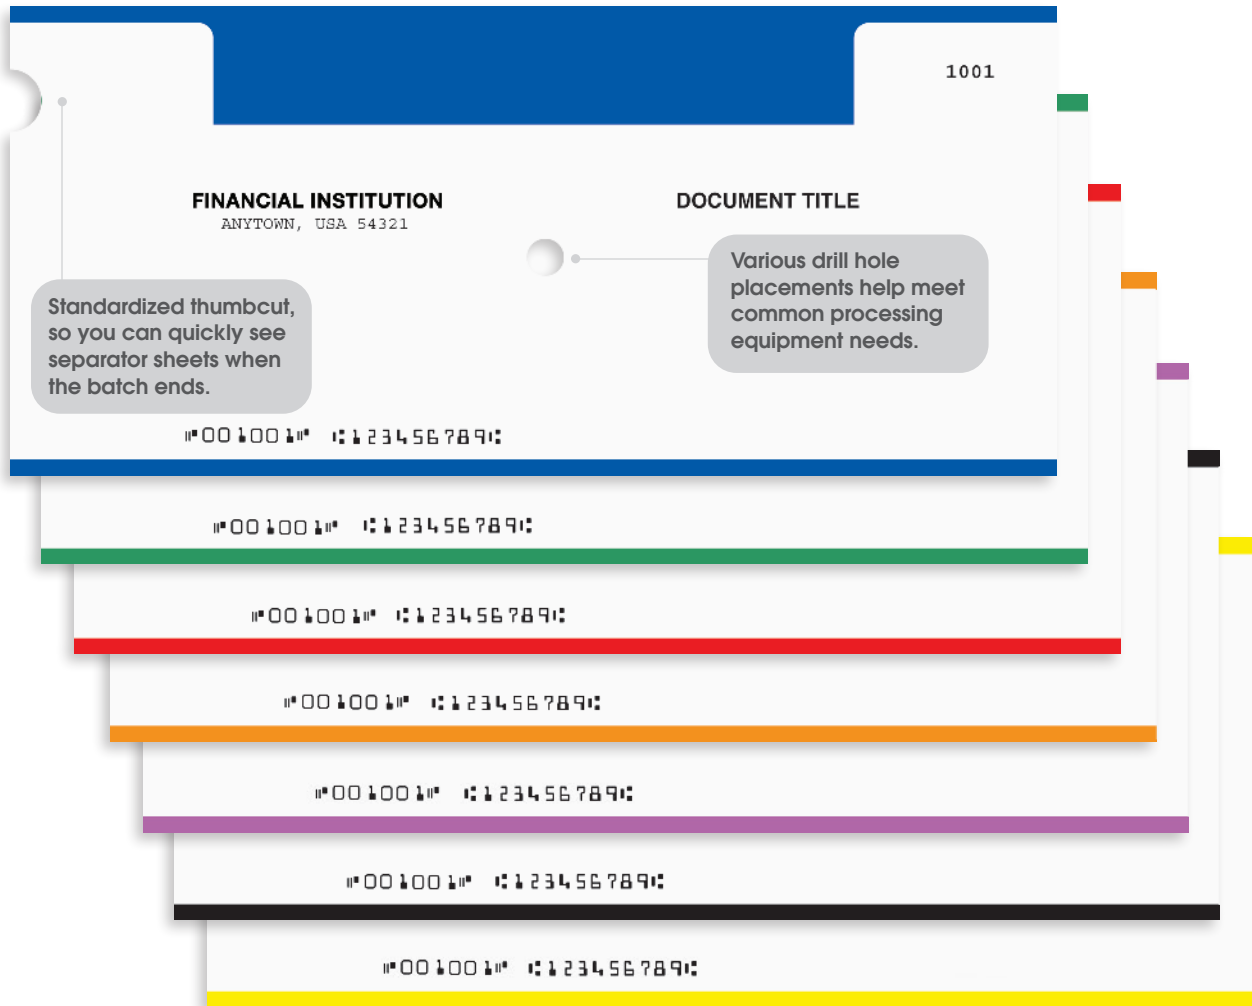 1001
FINANCIAL INSTITUTION
ANYTOWN, USA 54321
DOCUMENT TITLE
Various drill hole
placements help meet
common processing
equipment needs.
Standardized thumbcut,
so you can quickly see
separator sheets when
the batch ends.
⑈001001⑈ ⑆123456789⑆
⑈001001⑈ ⑆123456789⑆
⑈001001⑈ ⑆123456789⑆
⑈001001⑈ ⑆123456789⑆
⑈001001⑈ ⑆123456789⑆
⑈001001⑈ ⑆123456789⑆
⑈001001⑈ ⑆123456789⑆